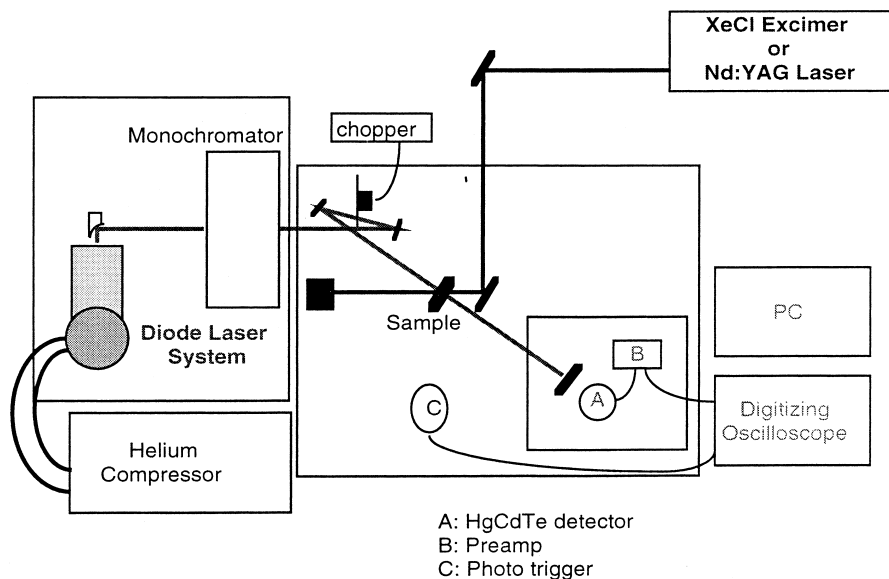 XeCl Excimer
or
Nd:YAG Laser
Monochromator
chopper
Sample
Diode Laser
System
PC
B
A
C
Digitizing
Oscilloscope
Helium
Compressor
A: HgCdTe detector
B: Preamp
C: Photo trigger